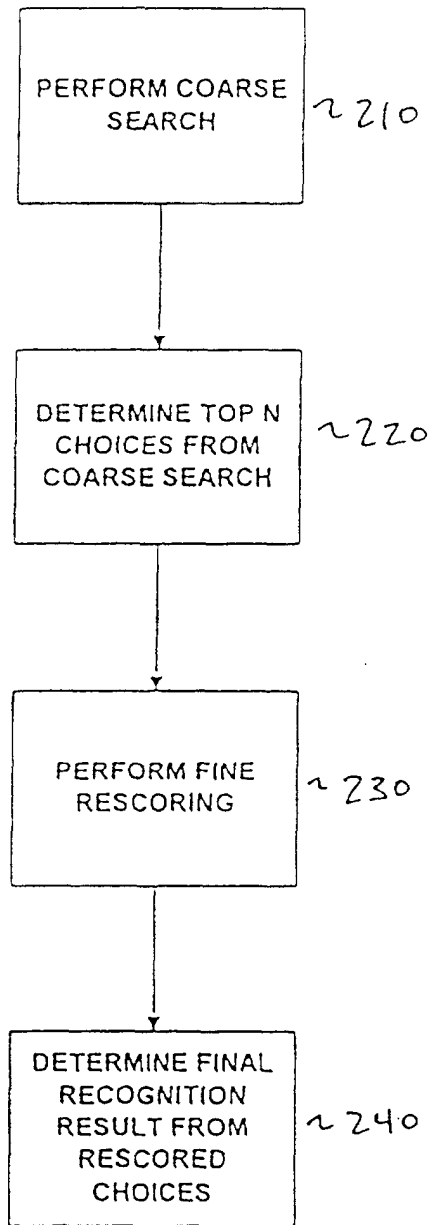 PERFORM COARSE
SEARCH
~210
DETERMINE TOP N
CHOICES FROM
COARSE SEARCH
~220
PERFORM FINE
RESCORING
~230
DETERMINE FINAL
RECOGNITION
RESULT FROM
RESCORED
CHOICES
~240